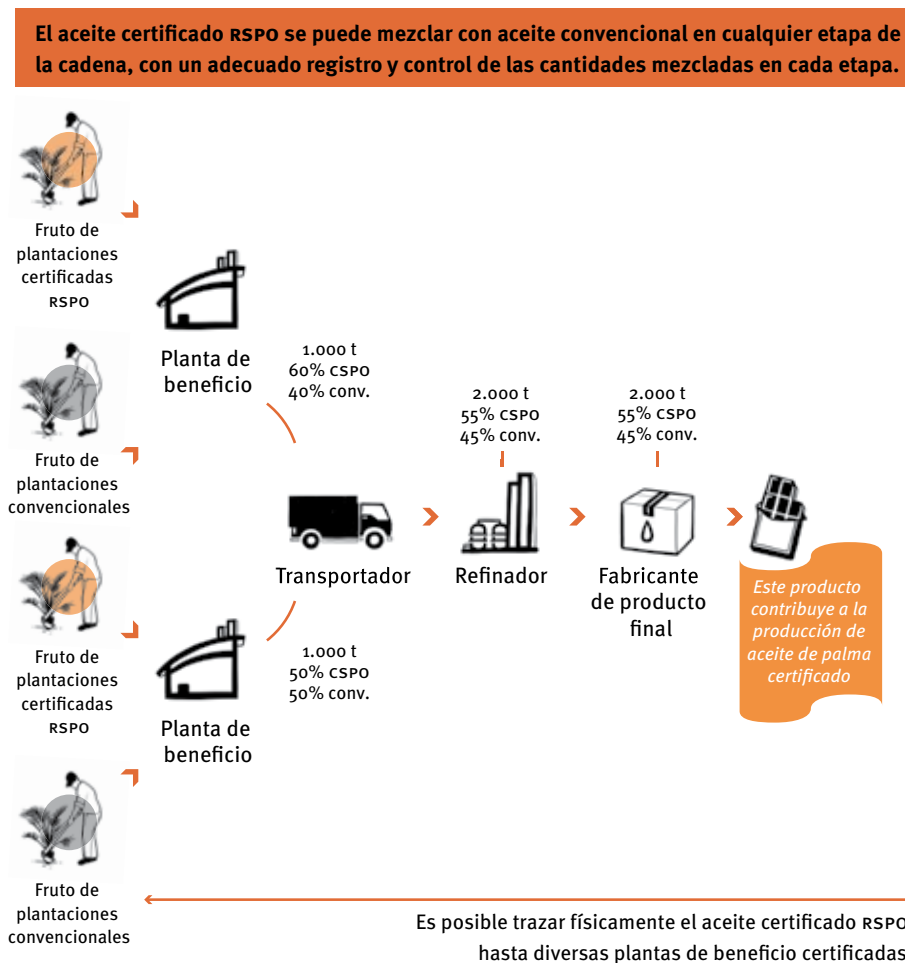 El aceite certificado RSPO se puede mezclar con aceite convencional en cualquier etapa de
la cadena, con un adecuado registro y control de las cantidades mezcladas en cada etapa.
Fruto de
plantaciones
certificadas
RSPO
Planta de
beneficio
1.000 t
60% CSPO
40% conv.
Fruto de
plantaciones
convencionales
2.000 t
55% CSPO
45% conv.
2.000 t
55% CSPO
45% conv.
Transportador
Refinador
Fabricante
de producto
final
Este producto
contribuye a la
producción de
aceite de palma
certificado
Fruto de
plantaciones
certificadas
RSPO
Planta de
beneficio
1.000 t
50% CSPO
50% conv.
Fruto de
plantaciones
convencionales
Es posible trazar físicamente el aceite certificado RSPO
hasta diversas plantas de beneficio certificadas